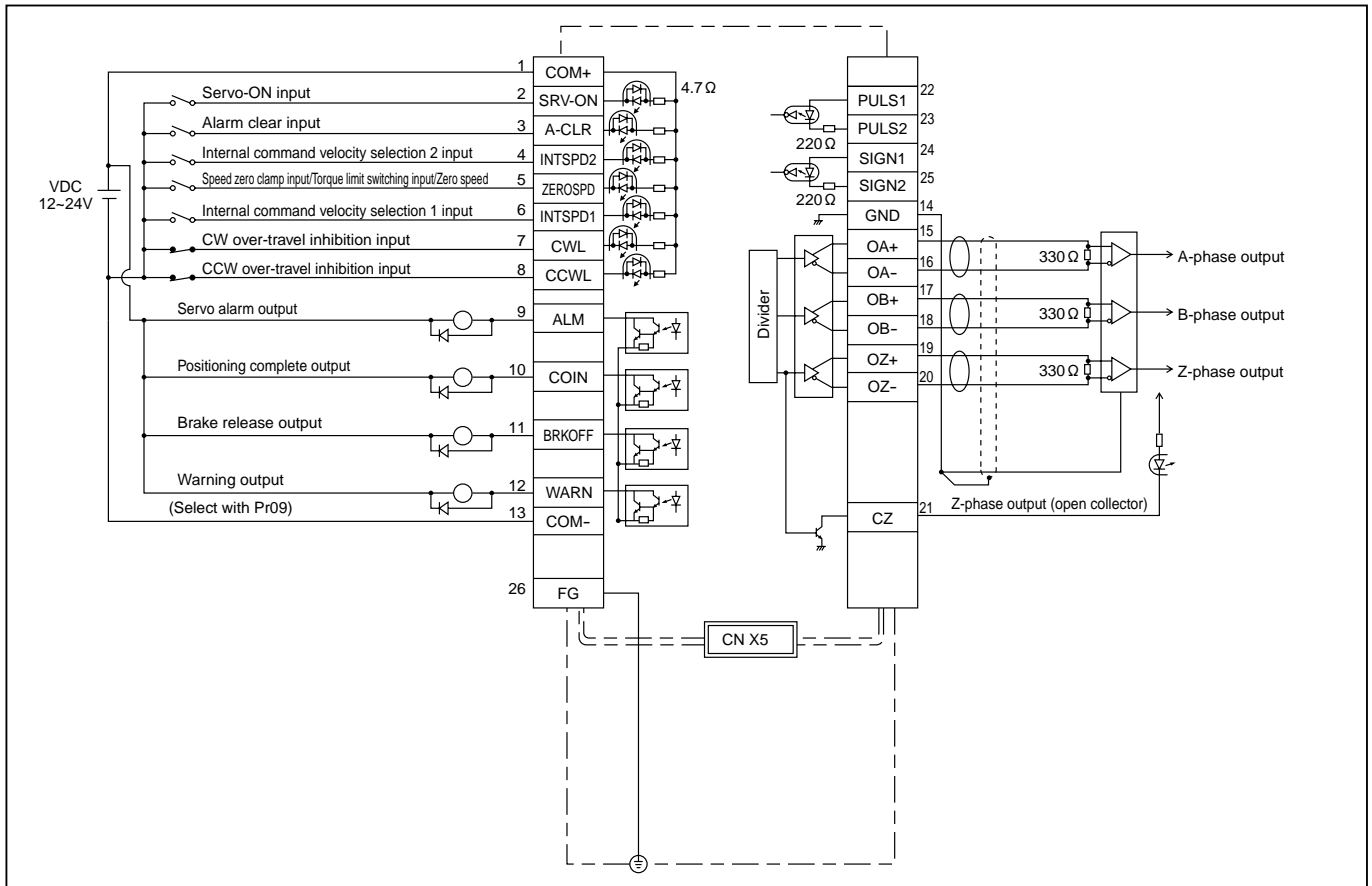 1 COM+
4.7Ω
Servo-ON input 2 SRV-ON
Alarm clear input 3 A-CLR
Internal command velocity selection 2 input 4 INTSPD2
Speed zero clamp input/Torque limit switching input/Zero speed 5 ZEROSPD
VDC
12~24V
Internal command velocity selection 1 input 6 INTSPD1
CW over-travel inhibition input 7 CWL
CCW over-travel inhibition input 8 CCWL
Servo alarm output 9 ALM
Positioning complete output 10 COIN
Brake release output 11 BRKOFF
Warning output 12 WARN
(Select with Pr09) 13 COM-
26 FG
CN X5
PULS1 22
PULS2 23
220Ω
SIGN1 24
SIGN2 25
220Ω
GND 14
OA+ 15
OA- 16
330Ω A-phase output
OB+ 17
OB- 18
330Ω B-phase output
OZ+ 19
OZ- 20
330Ω Z-phase output
Divider
CZ 21 Z-phase output (open collector)